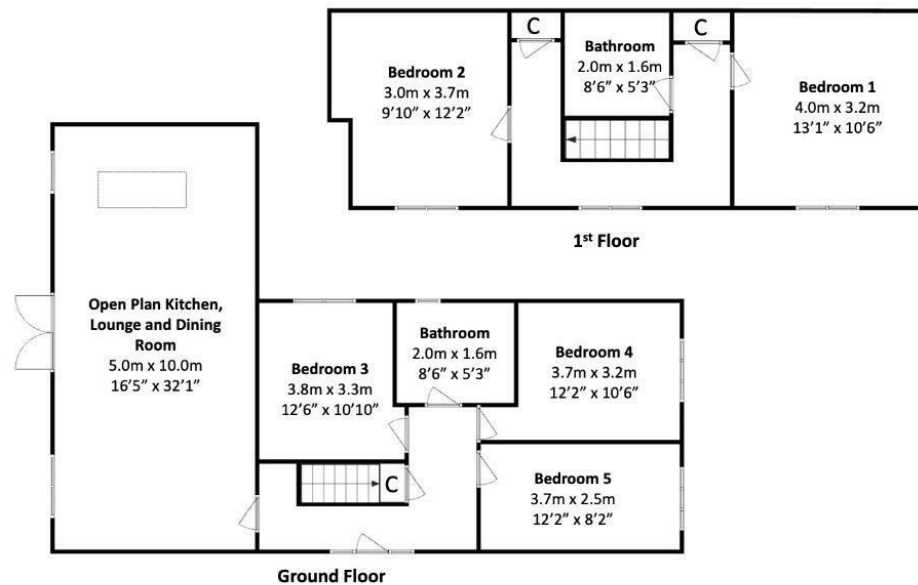 C
C
Bathroom
2.0m x 1.6m
8’6” x 5’3”
Bedroom 2
3.0m x 3.7m
9’10” x 12’2”
Bedroom 1
4.0m x 3.2m
13’1” x 10’6”
1st Floor
Open Plan Kitchen,
Lounge and Dining
Room
5.0m x 10.0m
16’5” x 32’1”
Bedroom 3
3.8m x 3.3m
12’6” x 10’10”
Bathroom
2.0m x 1.6m
8’6” x 5’3”
Bedroom 4
3.7m x 3.2m
12’2” x 10’6”
C
Bedroom 5
3.7m x 2.5m
12’2” x 8’2”
Ground Floor